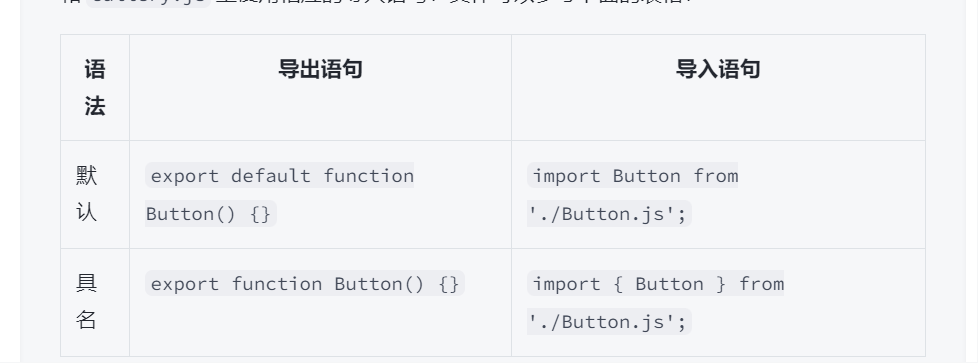 语法 导出语句 导入语句
默认 export default function Button() {} import Button from './Button.js';
具名 export function Button() {} import { Button } from './Button.js';